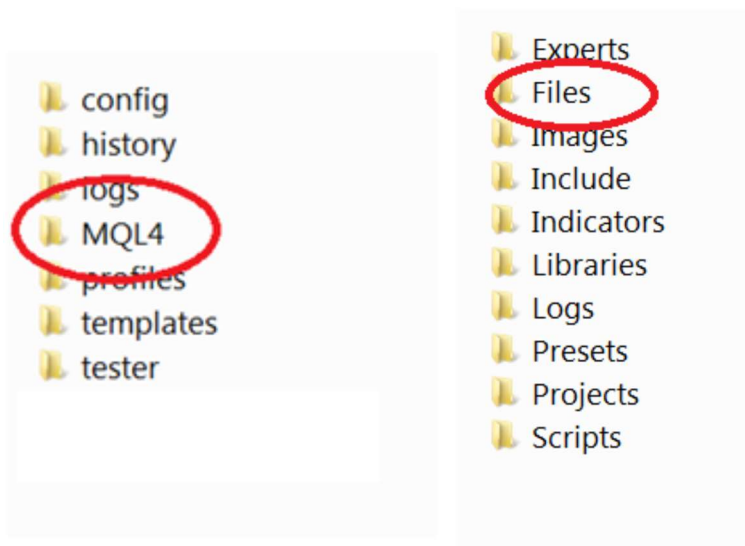 config
history
logs
MQL4
profiles
templates
tester
Experts
Files
Images
Include
Indicators
Libraries
Logs
Presets
Projects
Scripts